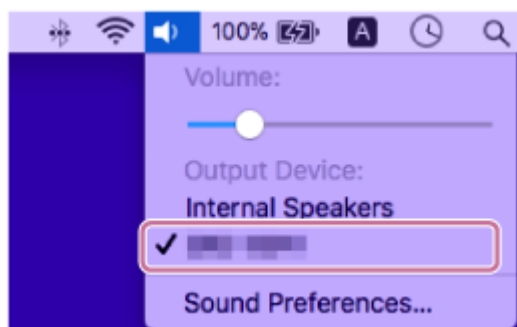 100% A
Volume:
Output Device:
Internal Speakers
Sound Preferences...